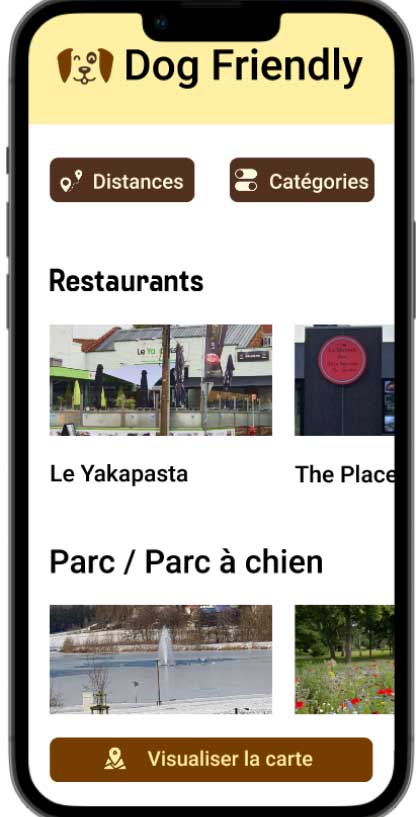 Dog Friendly
Distances
Catégories
Restaurants
Le Yakapasta
The Place
Parc / Parc à chien
Visualiser la carte